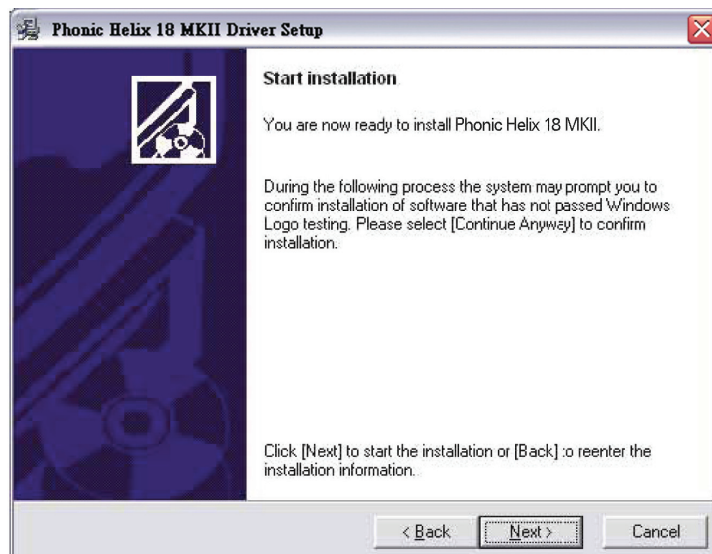 Phonic Helix 18 MKII Driver Setup
Start installation
You are now ready to install Phonic Helix 18 MKII.
During the following process the system may prompt you to
confirm installation of software that has not passed Windows
Logo testing. Please select [Continue Anyway] to confirm
installation.
Click [Next] to start the installation or [Back] :o reenter the
installation information.
< Back
Next >
Cancel